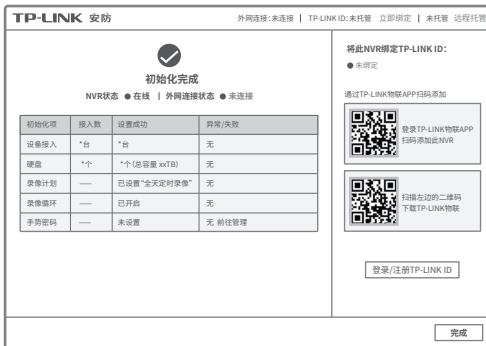 TP-LINK 安防
外网连接:未连接 | TP-LINK ID:未托管 立即绑定 | 未托管 远程托管
初始化完成
NVR状态 ● 在线 | 外网连接状态 ● 未连接
初始化项 接入数 设置成功 异常/失败
设备接入 *台 *台 无
硬盘 *个 *个(总容量 xxTB) 无
录像计划 —— 已设置"全天定时录像" 无
录像循环 —— 已开启 无
手势密码 —— 未设置 无 前往管理
将此NVR绑定TP-LINK ID:
● 未绑定
通过TP-LINK物联APP扫码添加
登录TP-LINK物联APP
扫码添加此NVR
扫描左边的二维码
下载TP-LINK物联
登录/注册TP-LINK ID
完成